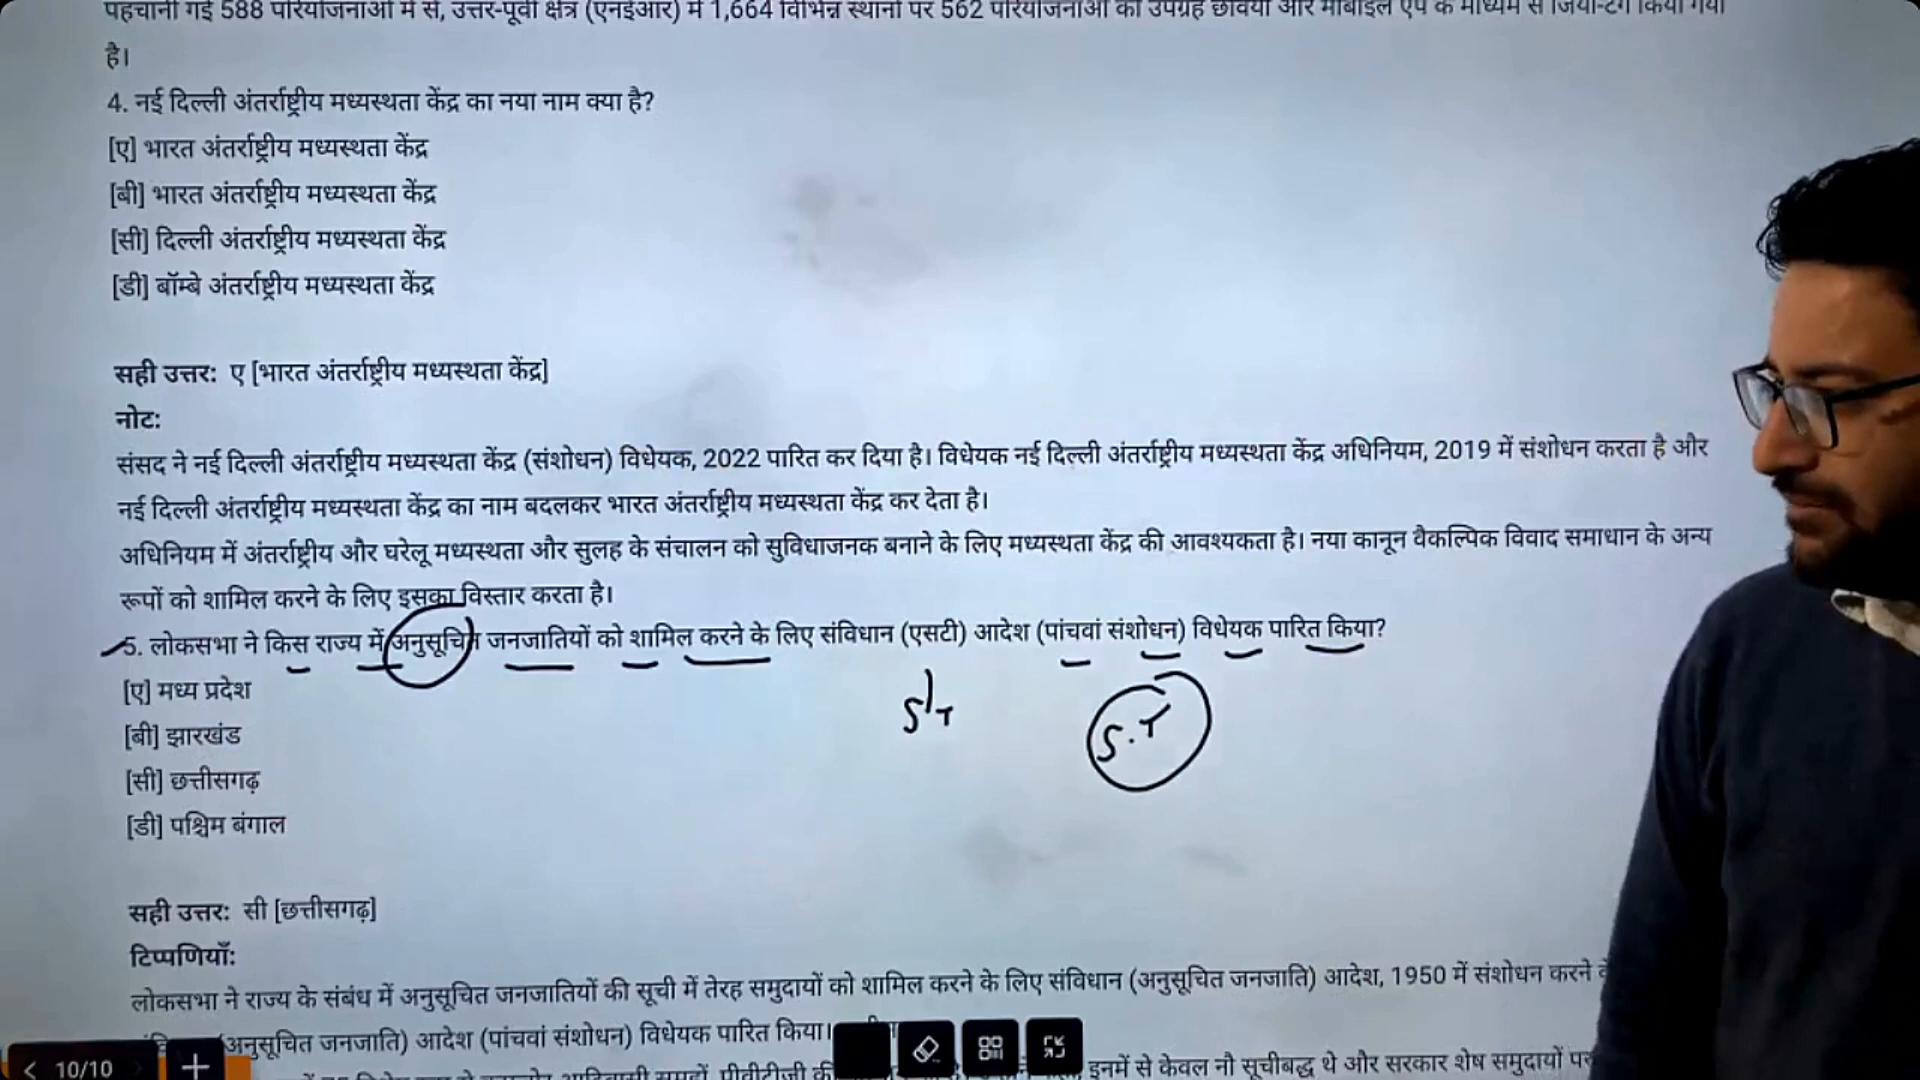 पहचानी गई 588 परियोजनाओं में से, उत्तर-पूर्वी क्षेत्र (एनईआर) में 1,664 विभिन्न स्थानों पर 562 परियोजनाओं को उपग्रह छवियों और मोबाइल ऐप के माध्यम से जियो-टैग किया गया
है।
4. नई दिल्ली अंतर्राष्ट्रीय मध्यस्थता केंद्र का नया नाम क्या है?
[ए] भारत अंतर्राष्ट्रीय मध्यस्थता केंद्र
[बी] भारत अंतर्राष्ट्रीय मध्यस्थता केंद्र
[सी] दिल्ली अंतर्राष्ट्रीय मध्यस्थता केंद्र
[डी] बॉम्बे अंतर्राष्ट्रीय मध्यस्थता केंद्र
सही उत्तर: ए [भारत अंतर्राष्ट्रीय मध्यस्थता केंद्र]
नोट:
संसद ने नई दिल्ली अंतर्राष्ट्रीय मध्यस्थता केंद्र (संशोधन) विधेयक, 2022 पारित कर दिया है। विधेयक नई दिल्ली अंतर्राष्ट्रीय मध्यस्थता केंद्र अधिनियम, 2019 में संशोधन करता है और
नई दिल्ली अंतर्राष्ट्रीय मध्यस्थता केंद्र का नाम बदलकर भारत अंतर्राष्ट्रीय मध्यस्थता केंद्र कर देता है।
अधिनियम में अंतर्राष्ट्रीय और घरेलू मध्यस्थता और सुलह के संचालन को सुविधाजनक बनाने के लिए मध्यस्थता केंद्र की आवश्यकता है। नया कानून वैकल्पिक विवाद समाधान के अन्य
रूपों को शामिल करने के लिए इसका विस्तार करता है।
5. लोकसभा ने किस राज्य में अनुसूचित जनजातियों को शामिल करने के लिए संविधान (एसटी) आदेश (पांचवां संशोधन) विधेयक पारित किया?
[ए] मध्य प्रदेश
S.T
[बी] झारखंड
[सी] छत्तीसगढ़
[डी] पश्चिम बंगाल
सही उत्तर: सी [छत्तीसगढ़]
टिप्पणियाँ:
लोकसभा ने राज्य के संबंध में अनुसूचित जनजातियों की सूची में तेरह समुदायों को शामिल करने के लिए संविधान (अनुसूचित जनजाति) आदेश, 1950 में संशोधन करने
(अनुसूचित जनजाति) आदेश (पांचवां संशोधन) विधेयक पारित किया।
इनमें से केवल नौ सूचीबद्ध थे और सरकार शेष समुदायों
< 10/10 +